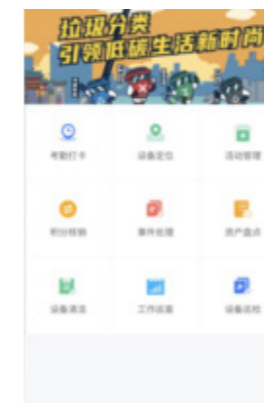 垃圾分类
引领低碳生活新时尚
考勤打卡
设备定位
活动管理
积分核销
事件处理
资产盘点
设备清洁
工作巡查
设备巡检